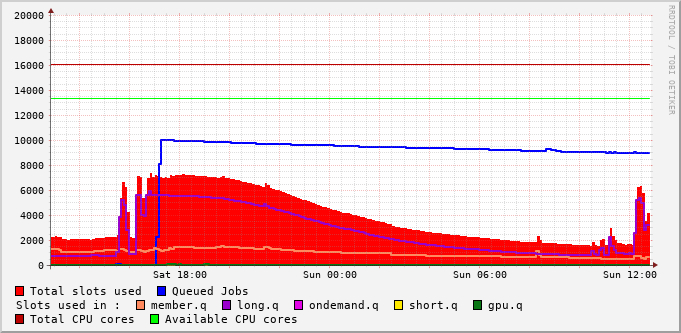 20000
18000
16000
14000
12000
10000
8000
6000
4000
2000
0
Sat 18:00 Sun 00:00 Sun 06:00 Sun 12:00
Total slots used Queued Jobs
Slots used in : member.q long.q ondemand.q short.q gpu.q
Total CPU cores Available CPU cores
RRDTOOL / TOBI OETIKER